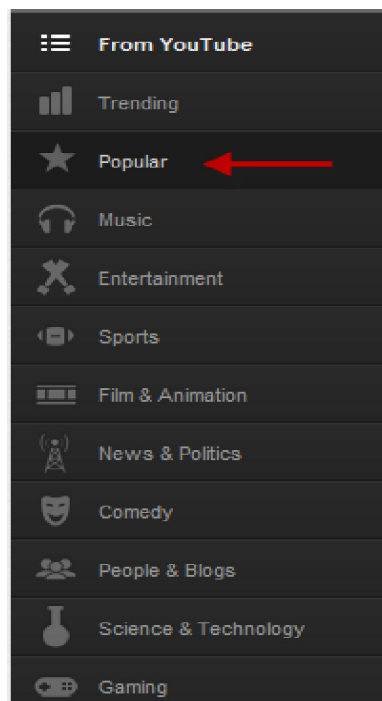 From YouTube
Trending
Popular
Music
Entertainment
Sports
Film & Animation
News & Politics
Comedy
People & Blogs
Science & Technology
Gaming